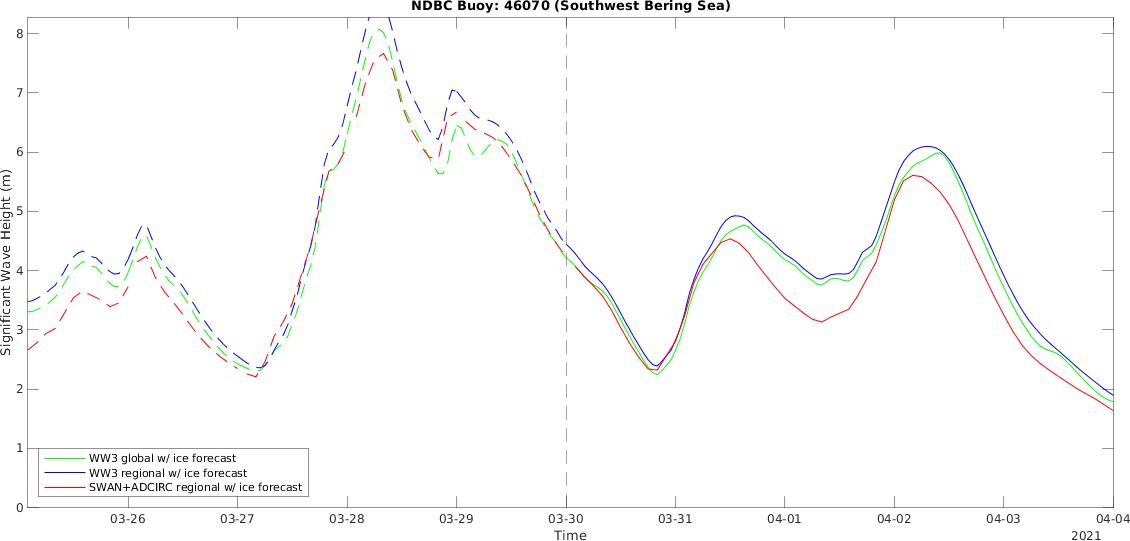 NDBC Buoy: 46070 (Southwest Bering Sea)
Significant Wave Height (m)
8
7
6
5
4
3
2
1
0
WW3 global w/ ice forecast
WW3 regional w/ ice forecast
SWAN+ADCIRC regional w/ ice forecast
03-26 03-27 03-28 03-29 03-30 03-31 04-01 04-02 04-03 04-04
Time
2021